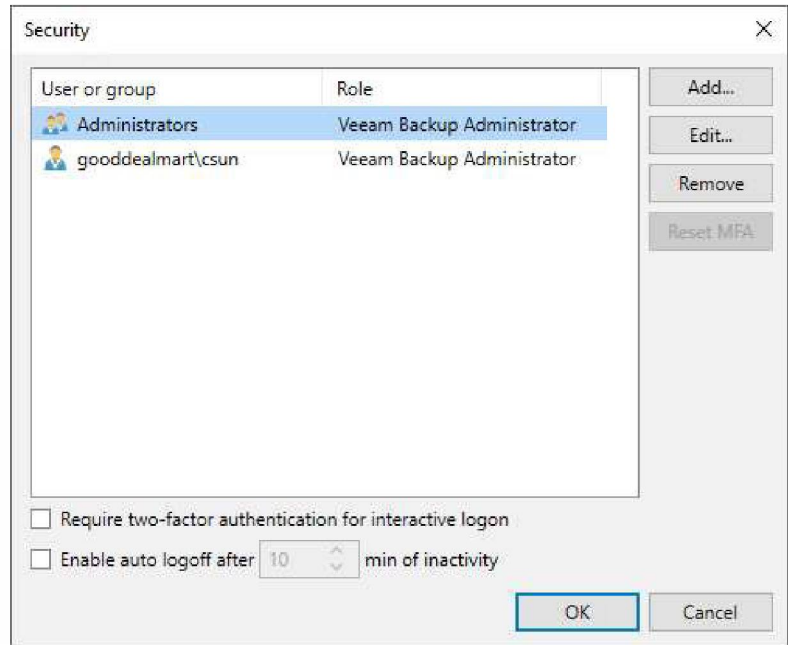 Security
User or group Role
Administrators Veeam Backup Administrator
gooddealmart\csun Veeam Backup Administrator
Add...
Edit...
Remove
Reset MFA
Require two-factor authentication for interactive logon
Enable auto logoff after 10 min of inactivity
OK Cancel